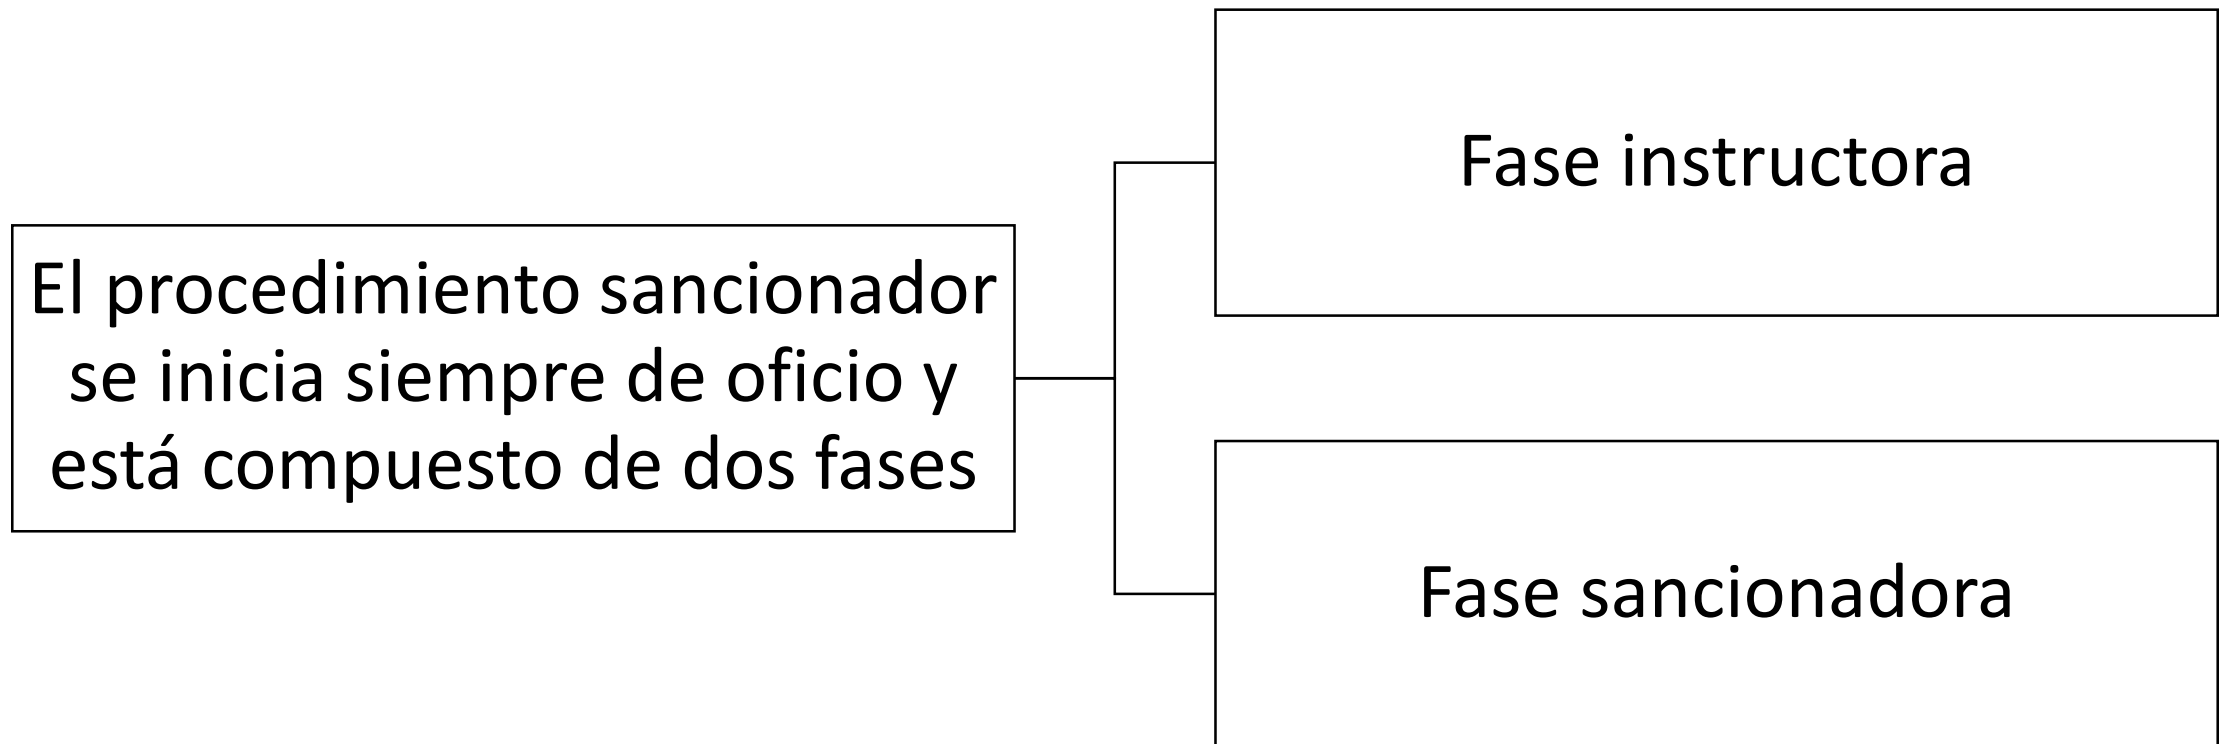 El procedimiento sancionador
se inicia siempre de oficio y
está compuesto de dos fases
Fase instructora
Fase sancionadora